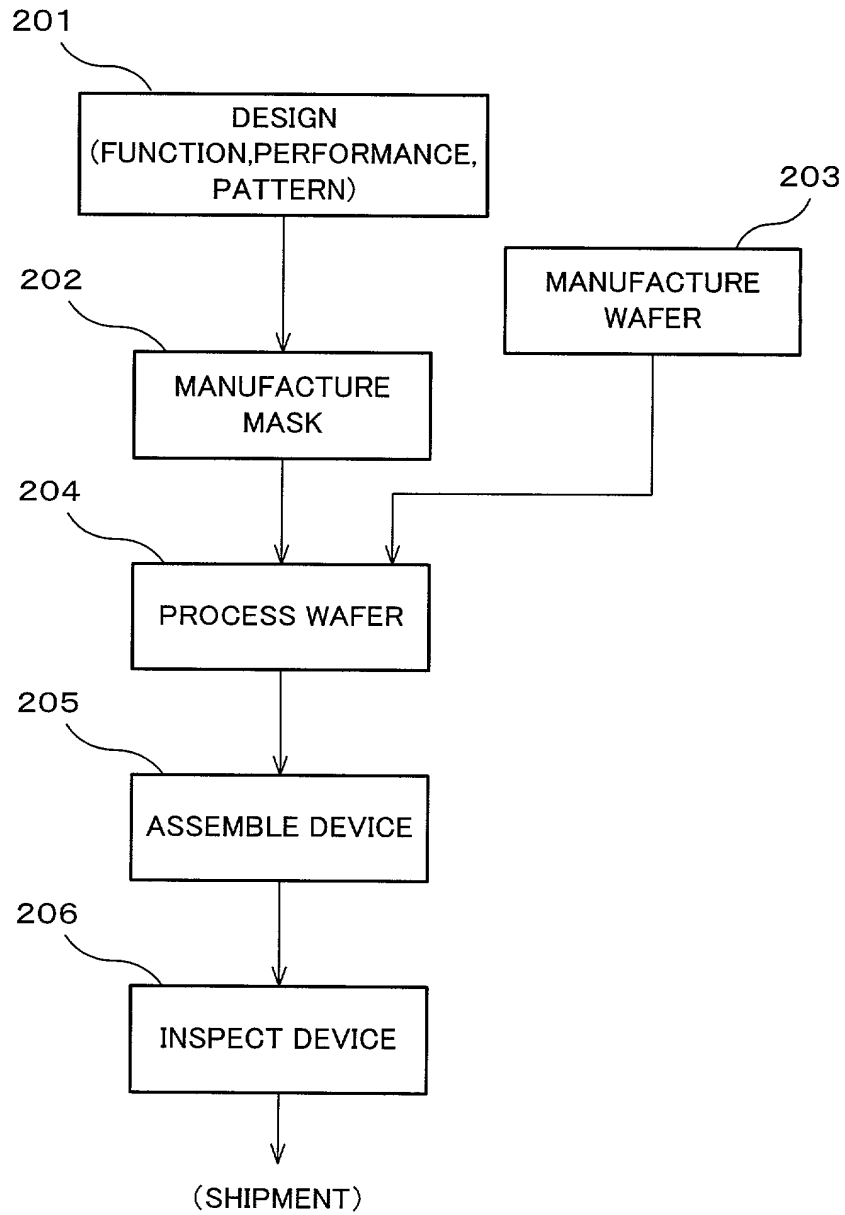 201
DESIGN
(FUNCTION,PERFORMANCE,
PATTERN)
203
MANUFACTURE
WAFER
202
MANUFACTURE
MASK
204
PROCESS WAFER
205
ASSEMBLE DEVICE
206
INSPECT DEVICE
(SHIPMENT)